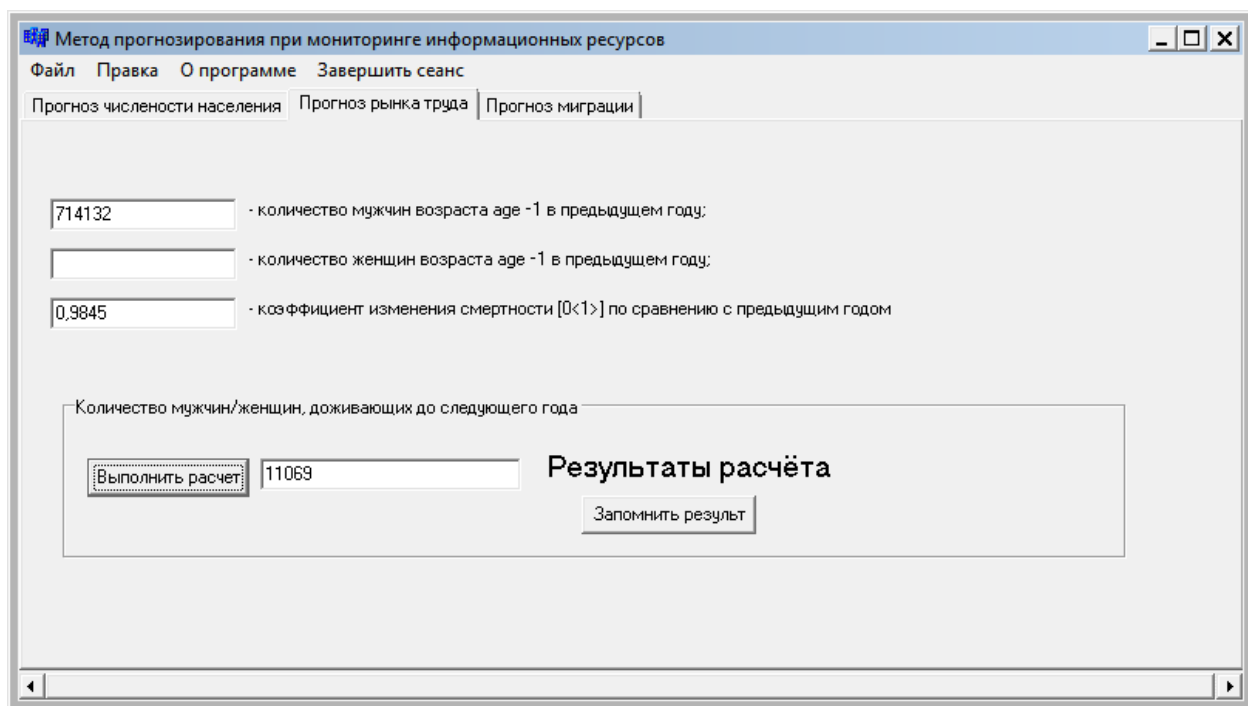 Метод прогнозирования при мониторинге информационных ресурсов
Файл Правка О программе Завершить сеанс
Прогноз числености населения Прогноз рынка труда Прогноз миграции
714132 - количество мужчин возраста age -1 в предыдущем году;
- количество женщин возраста age -1 в предыдущем году;
0,9845 - коэффициент изменения смертности [0<1>] по сравнению с предыдущим годом
Количество мужчин/женщин, доживающих до следующего года
Выполнить расчет 11069 Результаты расчёта
Запомнить результ